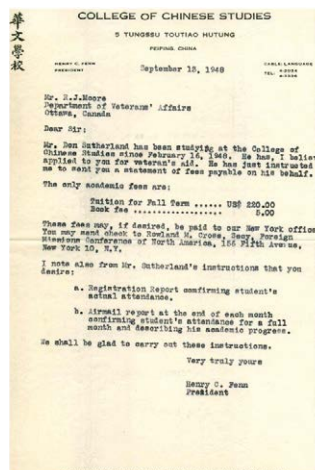 華文學校
COLLEGE OF CHINESE STUDIES
5 TUNGSSU TOUTIAO HUTUNG
PEIPING, CHINA
HENRY C. FENN
PRESIDENT
CABLE: LANGUAGE
TEL:
September 15, 1948
Mr. R.J.Moore
Department of Veterans' Affairs
Ottawa, Canada
Dear Sir:
Mr. Don Sutherland has been studying at the College of
Chinese Studies since February 16, 1948. He has, I believe
applied to you for veteran's aid. He has just instructed
me to send you a statement of fees payable on his behalf.
The only academic fees are:
Tuition for Fall Term ...... US$ 220.00
Book fee .................. 5.00
These fees may, if desired, be paid to our New York office.
You may send check to Rowland M. Cross, Secy, Foreign
Missions Conference of North America, 156 Fifth Avenue,
New York 10, N.Y.
I note also from Mr. Sutherland's instructions that you
desire:
a. Registration Report confirming student's
actual attendance.
b. Airmail report at the end of each month
confirming student's attendance for a full
month and describing his academic progress.
We shall be glad to carry out these instructions.
Very truly yours
Henry C. Fenn
President